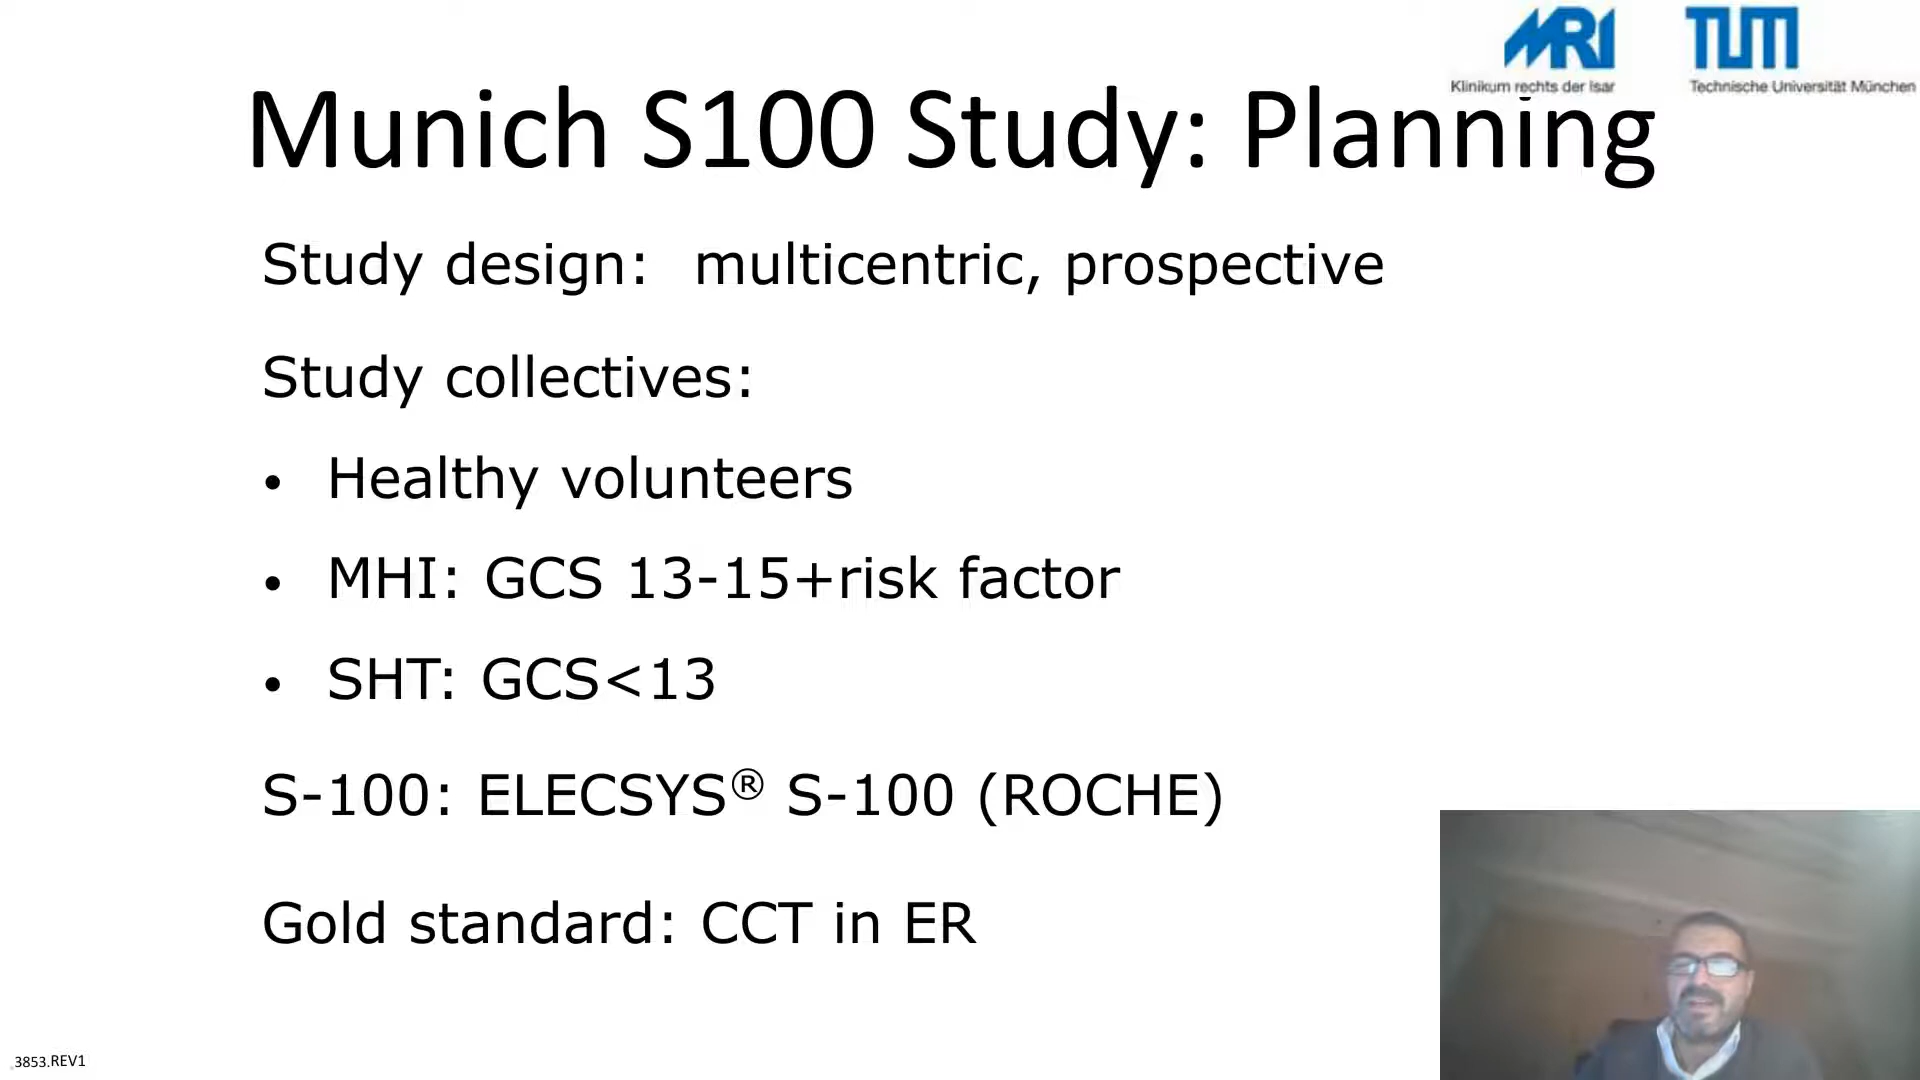 MRI TUM
Klinikum rechts der Isar Technische Universität München
Munich S100 Study: Planning
Study design: multicentric, prospective
Study collectives:
• Healthy volunteers
• MHI: GCS 13-15+risk factor
• SHT: GCS<13
S-100: ELECSYS® S-100 (ROCHE)
Gold standard: CCT in ER
3853.REV1